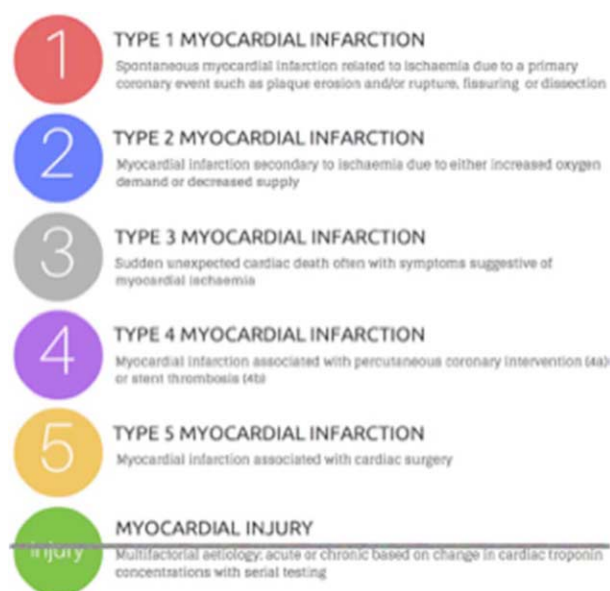 1
TYPE 1 MYOCARDIAL INFARCTION
Spontaneous myocardial infarction related to ischaemia due to a primary
coronary event such as plaque erosion and/or rupture, fissuring or dissection
2
TYPE 2 MYOCARDIAL INFARCTION
Myocardial infarction secondary to ischaemia due to either increased oxygen
demand or decreased supply
3
TYPE 3 MYOCARDIAL INFARCTION
Sudden unexpected cardiac death often with symptoms suggestive of
myocardial ischaemia
4
TYPE 4 MYOCARDIAL INFARCTION
Myocardial infarction associated with percutaneous coronary intervention (4a)
or stent thrombosis (4b)
5
TYPE 5 MYOCARDIAL INFARCTION
Myocardial infarction associated with cardiac surgery
injury
MYOCARDIAL INJURY
Multifactorial aetiology; acute or chronic based on change in cardiac troponin
concentrations with serial testing